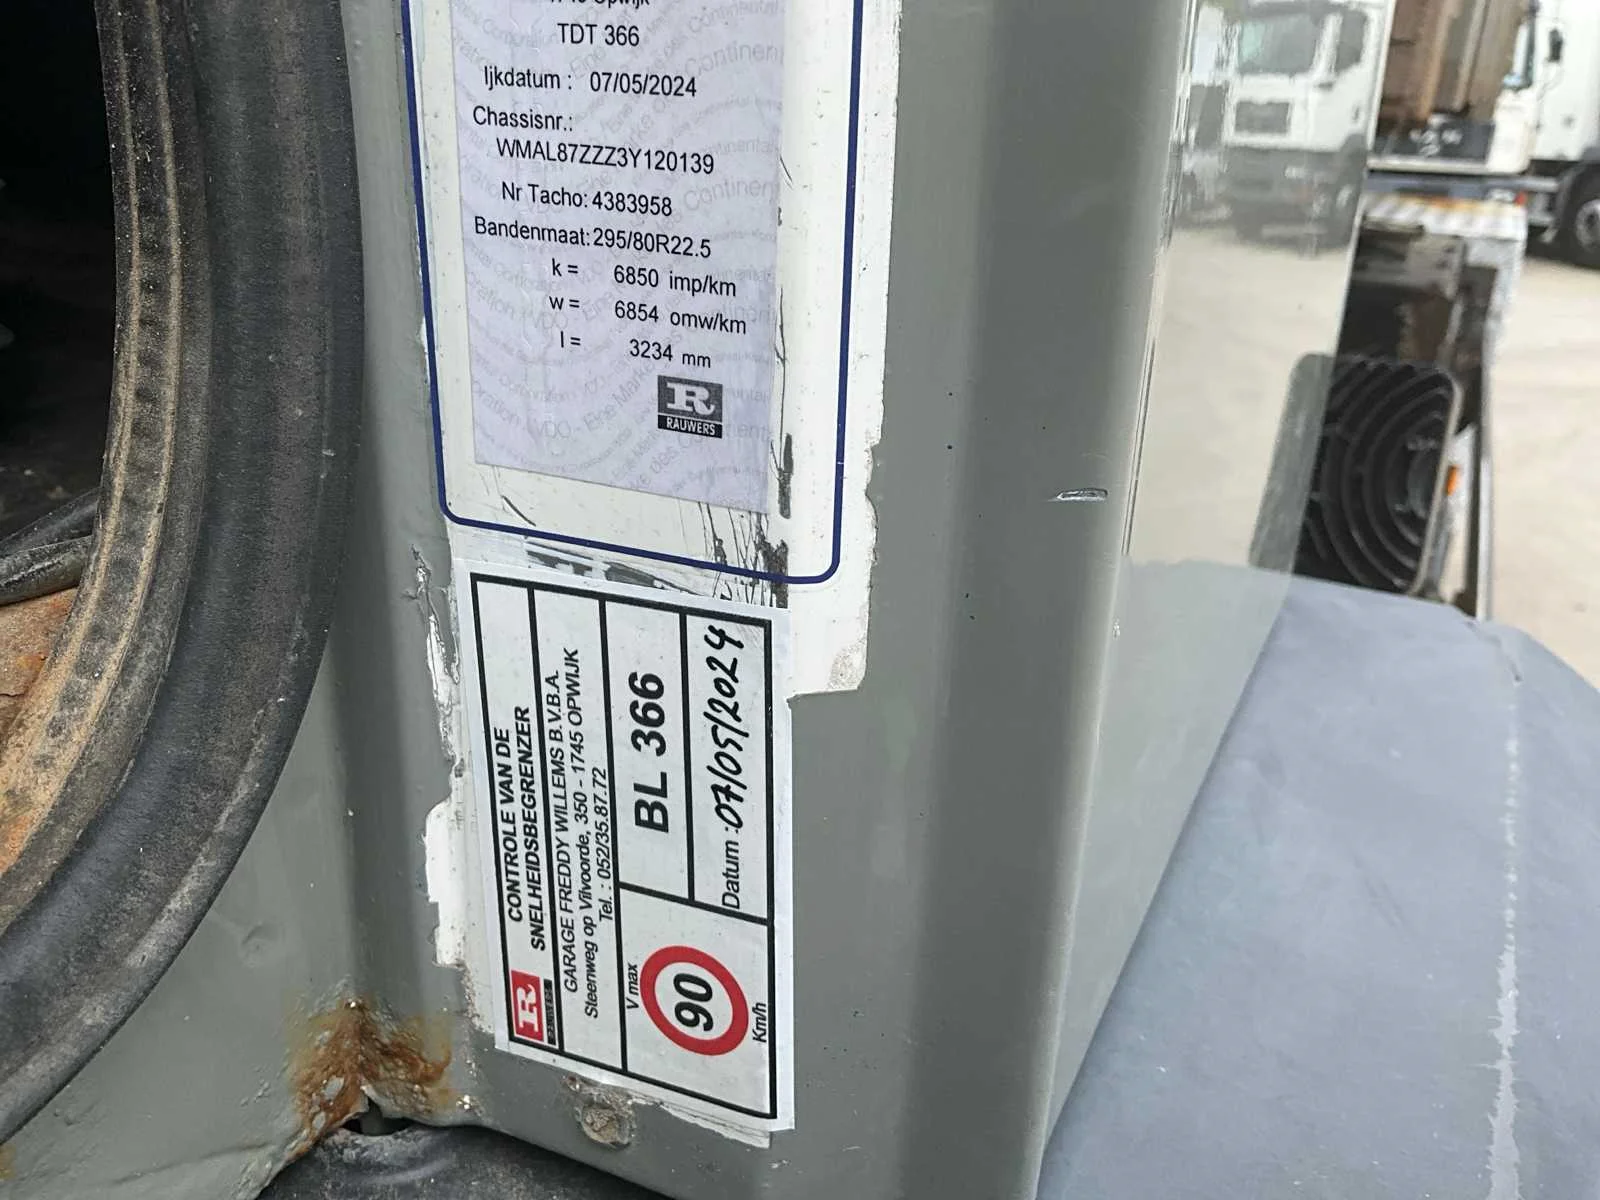 TDT 366
Ijkdatum : 07/05/2024
Chassisnr.:
WMAL87ZZZ3Y120139
Nr Tacho: 4383958
Bandenmaat: 295/80R22.5
k = 6850 imp/km
w = 6854 omw/km
l = 3234 mm
R
RAUWERS
CONTROLE VAN DE
SNELHEIDSBEGRENZER
R
RAUWERS
GARAGE FREDDY WILLEMS B.V.B.A.
Steenweg op Vilvoorde, 350 - 1745 OPWIJK
Tel. : 052/35.87.72
BL 366
Datum : 07/05/2024
V max
90
Km/h